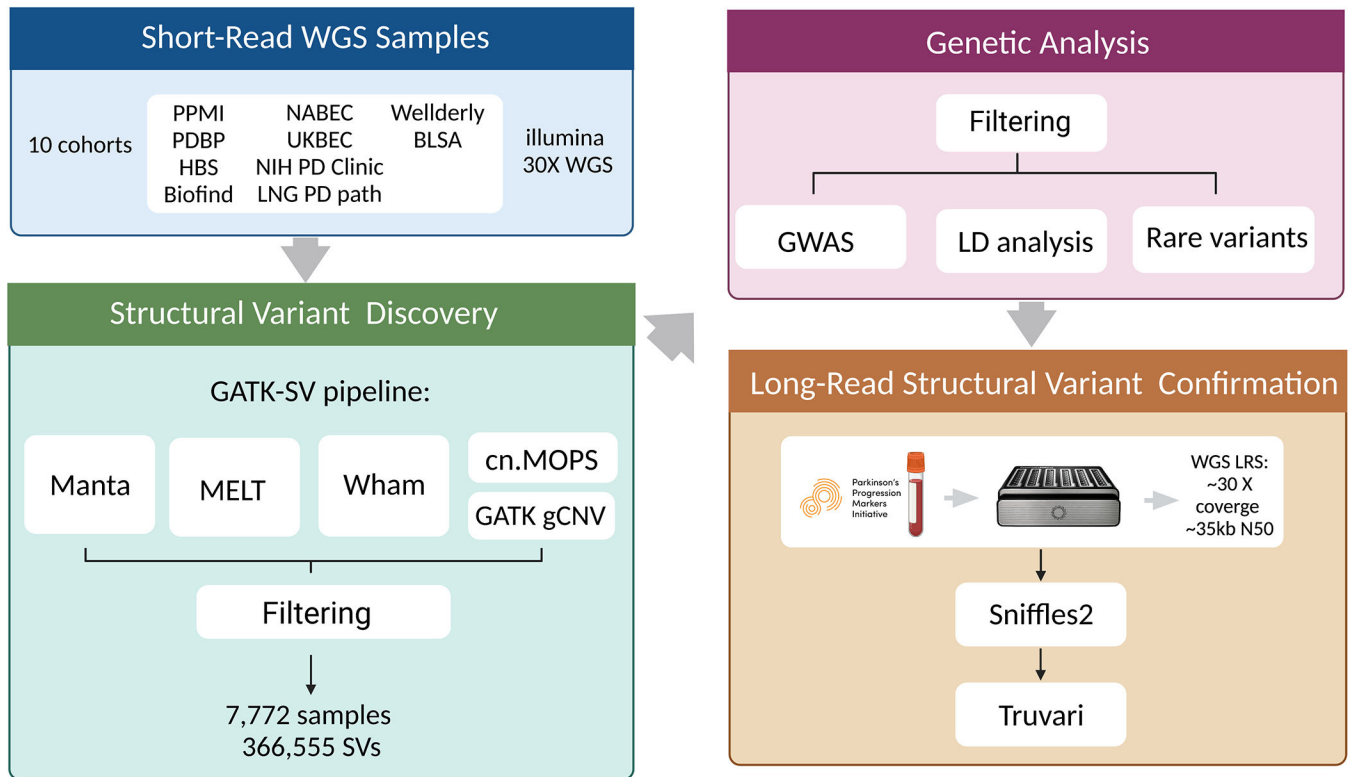 Short-Read WGS Samples
10 cohorts
PPMI
PDBP
HBS
Biofind
NABEC
UKBEC
NIH PD Clinic
LNG PD path
Wellderly
BLSA
illumina
30X WGS
Structural Variant Discovery
GATK-SV pipeline:
Manta
MELT
Wham
cn.MOPS
GATK gCNV
Filtering
7,772 samples
366,555 SVs
Genetic Analysis
Filtering
GWAS
LD analysis
Rare variants
Long-Read Structural Variant Confirmation
Parkinson's
Progression
Markers
Initiative
WGS LRS:
~30 X
coverge
~35kb N50
Sniffles2
Truvari